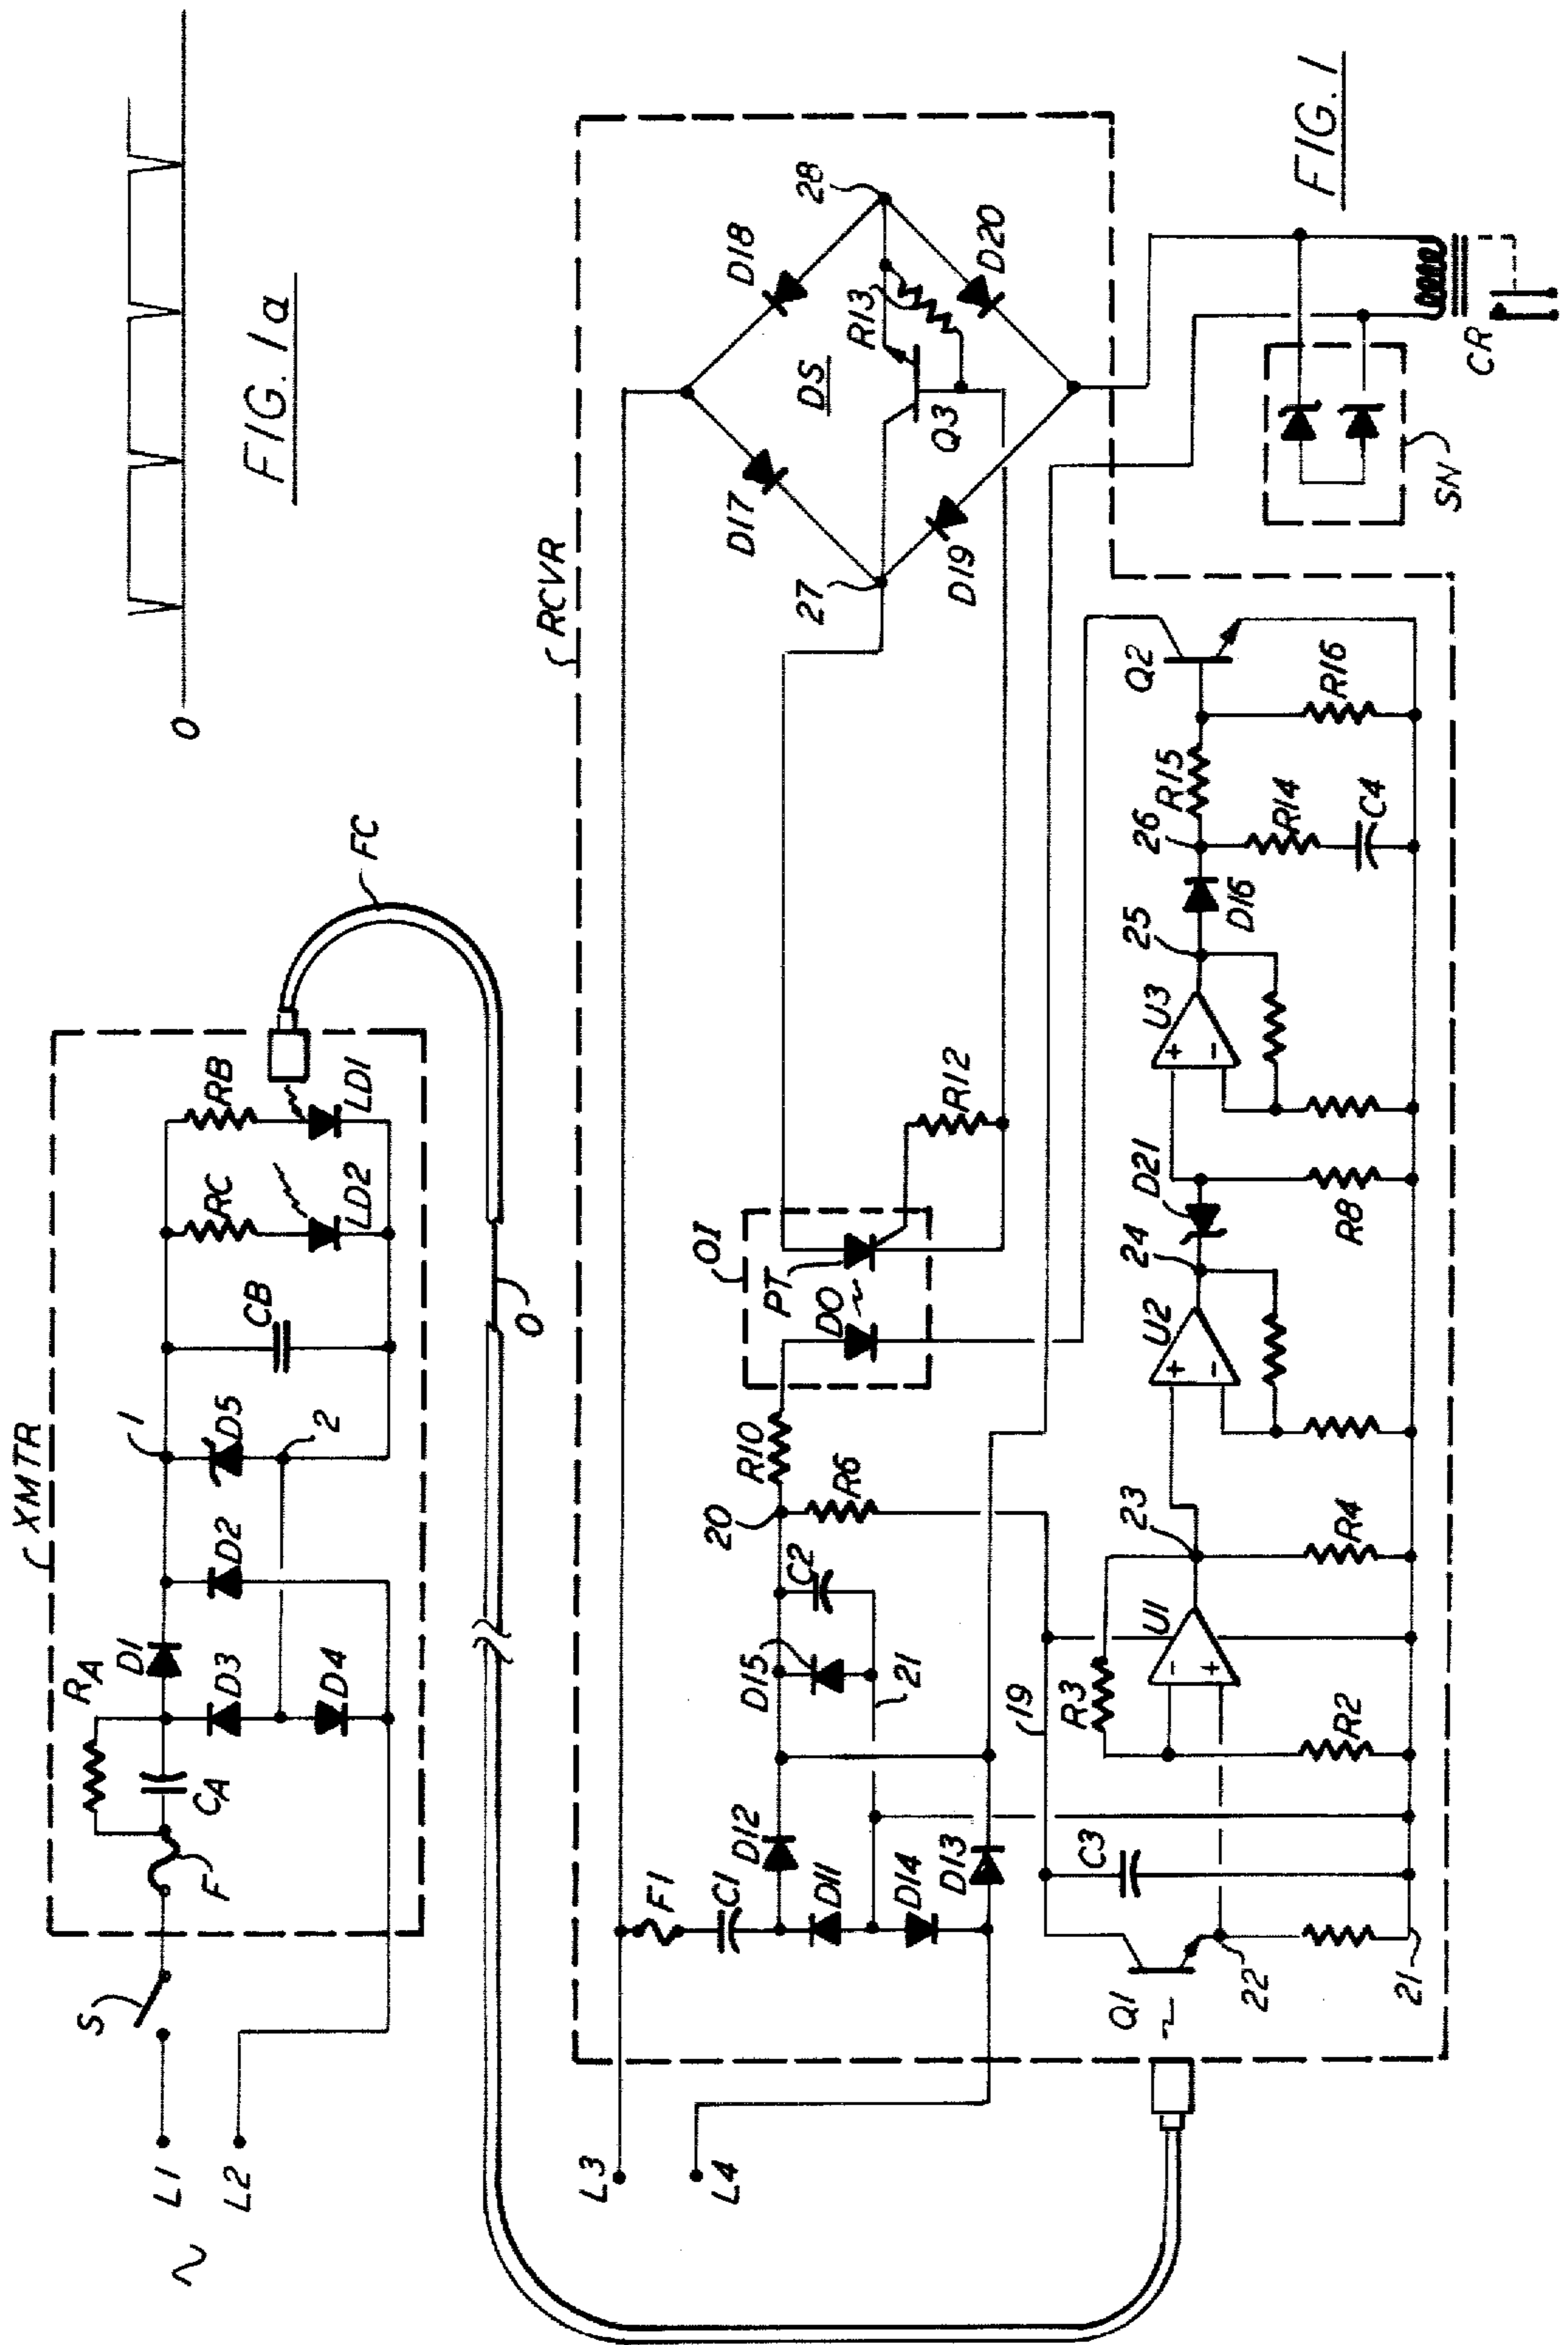 FIG. 1a
0
XMTR
L1
L2
S
F
RA
CA
D1
D3
D4
D2
1
D5
2
CB
RC
LD2
RB
LD1
FC
O
RCVR
L3
L4
F1
C1
D12
D11
D14
D13
D15
C2
21
20
R10
R6
OI
PT
DO
R12
27
D17
D18
28
DS
R13
Q3
D19
D20
19
Q1
22
21
C3
R3
R2
U1
- +
23
R4
U2
+ -
24
D21
R8
U3
+ -
25
D16
26
R15
R14
C4
Q2
R16
SN
CR
FIG. 1